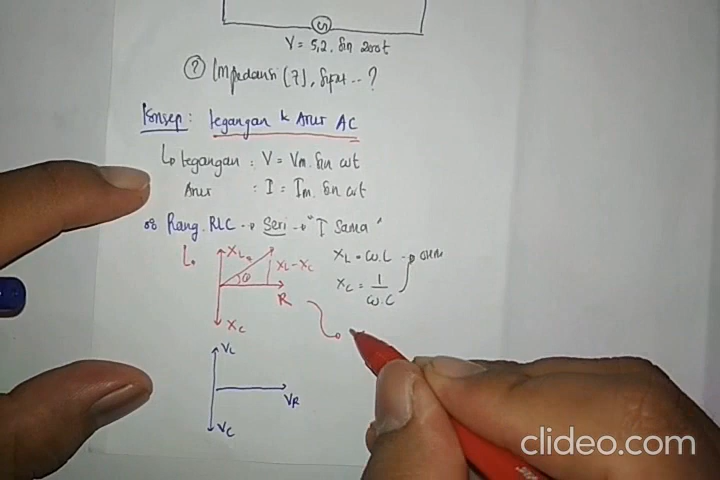 V = 5,2. Sin 200t
? Impedansi (Z), Sifat...?
Konsep: tegangan & Arus AC
tegangan : V = Vm. Sin ωt
Arus : I = Im. Sin ωt
Rang. RLC → Seri → "I Sama"
XL
XL - XC
φ
R
XC
XL = ω.L → OHM
XC = 1/ω.C
VL
VR
VC
clideo.com